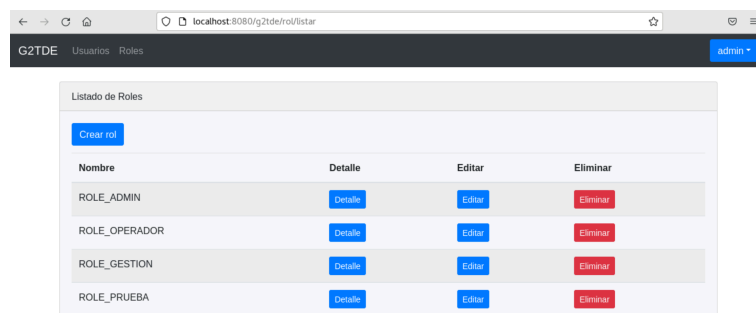 localhost:8080/g2tde/rol/listar
G2TDE Usuarios Roles admin
Listado de Roles
Crear rol
Nombre Detalle Editar Eliminar
ROLE_ADMIN Detalle Editar Eliminar
ROLE_OPERADOR Detalle Editar Eliminar
ROLE_GESTION Detalle Editar Eliminar
ROLE_PRUEBA Detalle Editar Eliminar